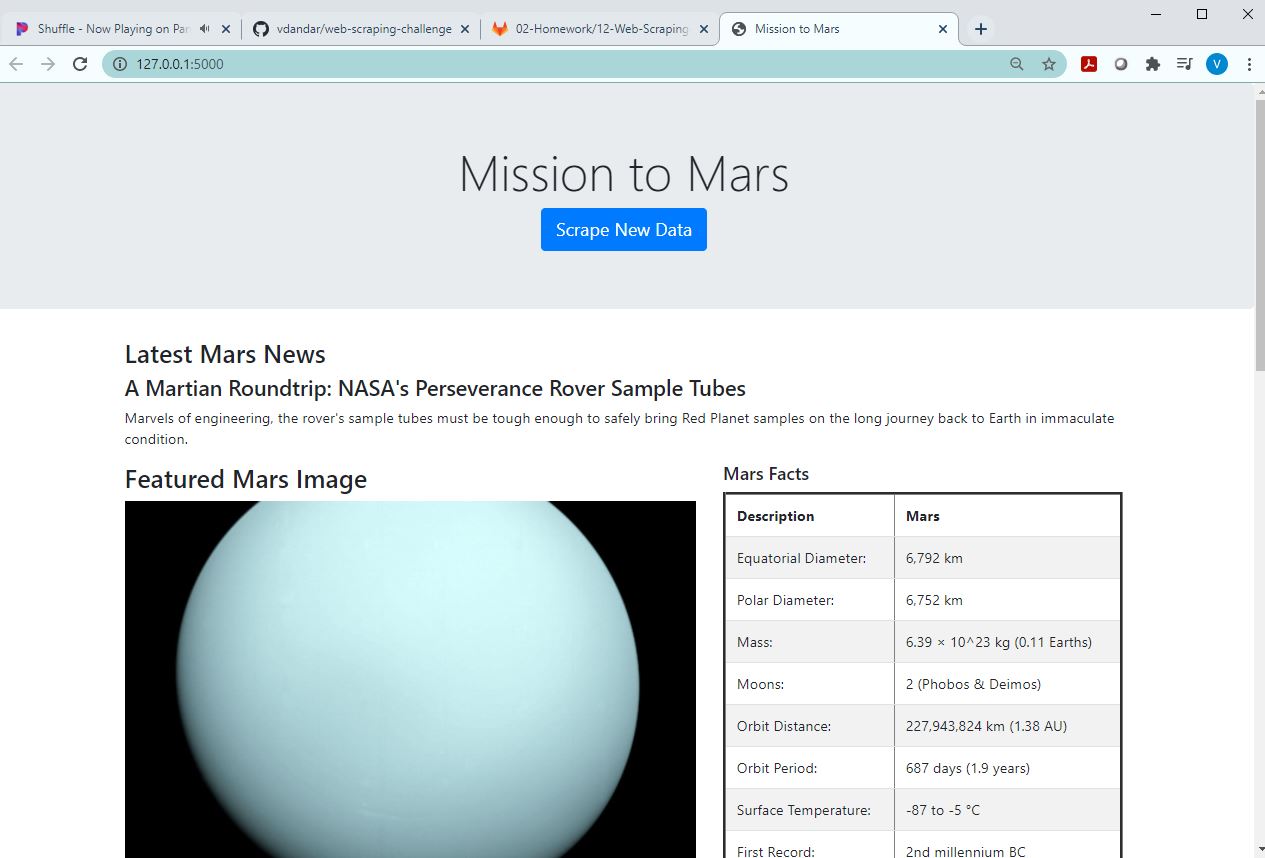 Shuffle - Now Playing on Pan
vdandar/web-scraping-challenge
02-Homework/12-Web-Scraping
Mission to Mars
127.0.0.1:5000
V
Mission to Mars
Scrape New Data
Latest Mars News
A Martian Roundtrip: NASA's Perseverance Rover Sample Tubes
Marvels of engineering, the rover's sample tubes must be tough enough to safely bring Red Planet samples on the long journey back to Earth in immaculate
condition.
Featured Mars Image
Mars Facts
Description Mars
Equatorial Diameter: 6,792 km
Polar Diameter: 6,752 km
Mass: 6.39 × 10^23 kg (0.11 Earths)
Moons: 2 (Phobos & Deimos)
Orbit Distance: 227,943,824 km (1.38 AU)
Orbit Period: 687 days (1.9 years)
Surface Temperature: -87 to -5 °C
First Record: 2nd millennium BC